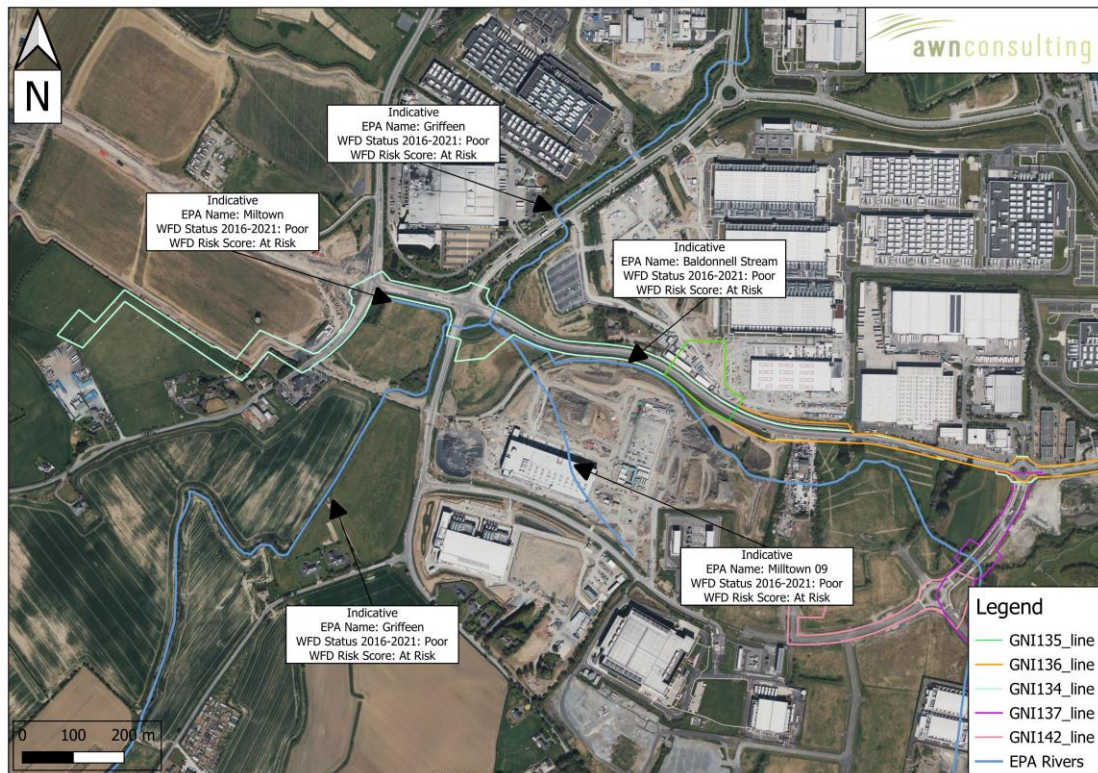 awnconsulting
N
Indicative
EPA Name: Griffeen
WFD Status 2016-2021: Poor
WFD Risk Score: At Risk
Indicative
EPA Name: Miltown
WFD Status 2016-2021: Poor
WFD Risk Score: At Risk
Indicative
EPA Name: Baldonnell Stream
WFD Status 2016-2021: Poor
WFD Risk Score: At Risk
Indicative
EPA Name: Milltown 09
WFD Status 2016-2021: Poor
WFD Risk Score: At Risk
Indicative
EPA Name: Griffeen
WFD Status 2016-2021: Poor
WFD Risk Score: At Risk
Legend
GNI135_line
GNI136_line
GNI134_line
GNI137_line
GNI142_line
EPA Rivers
0 100 200 m